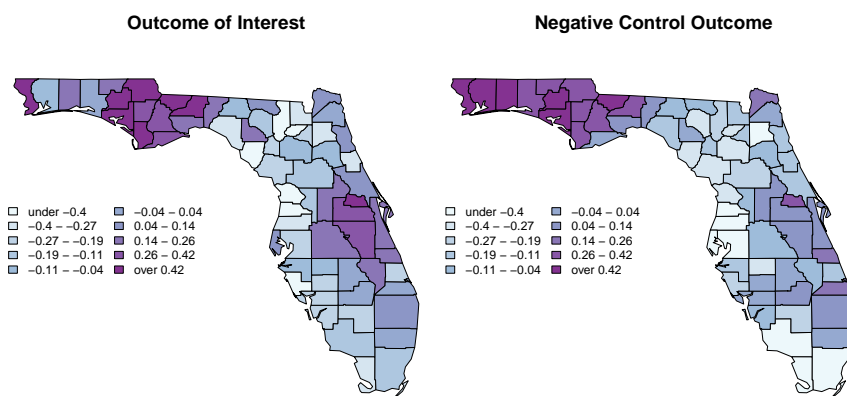 Outcome of Interest
under −0.4
−0.4 – −0.27
−0.27 – −0.19
−0.19 – −0.11
−0.11 – −0.04
−0.04 – 0.04
0.04 – 0.14
0.14 – 0.26
0.26 – 0.42
over 0.42
Negative Control Outcome
under −0.4
−0.4 – −0.27
−0.27 – −0.19
−0.19 – −0.11
−0.11 – −0.04
−0.04 – 0.04
0.04 – 0.14
0.14 – 0.26
0.26 – 0.42
over 0.42